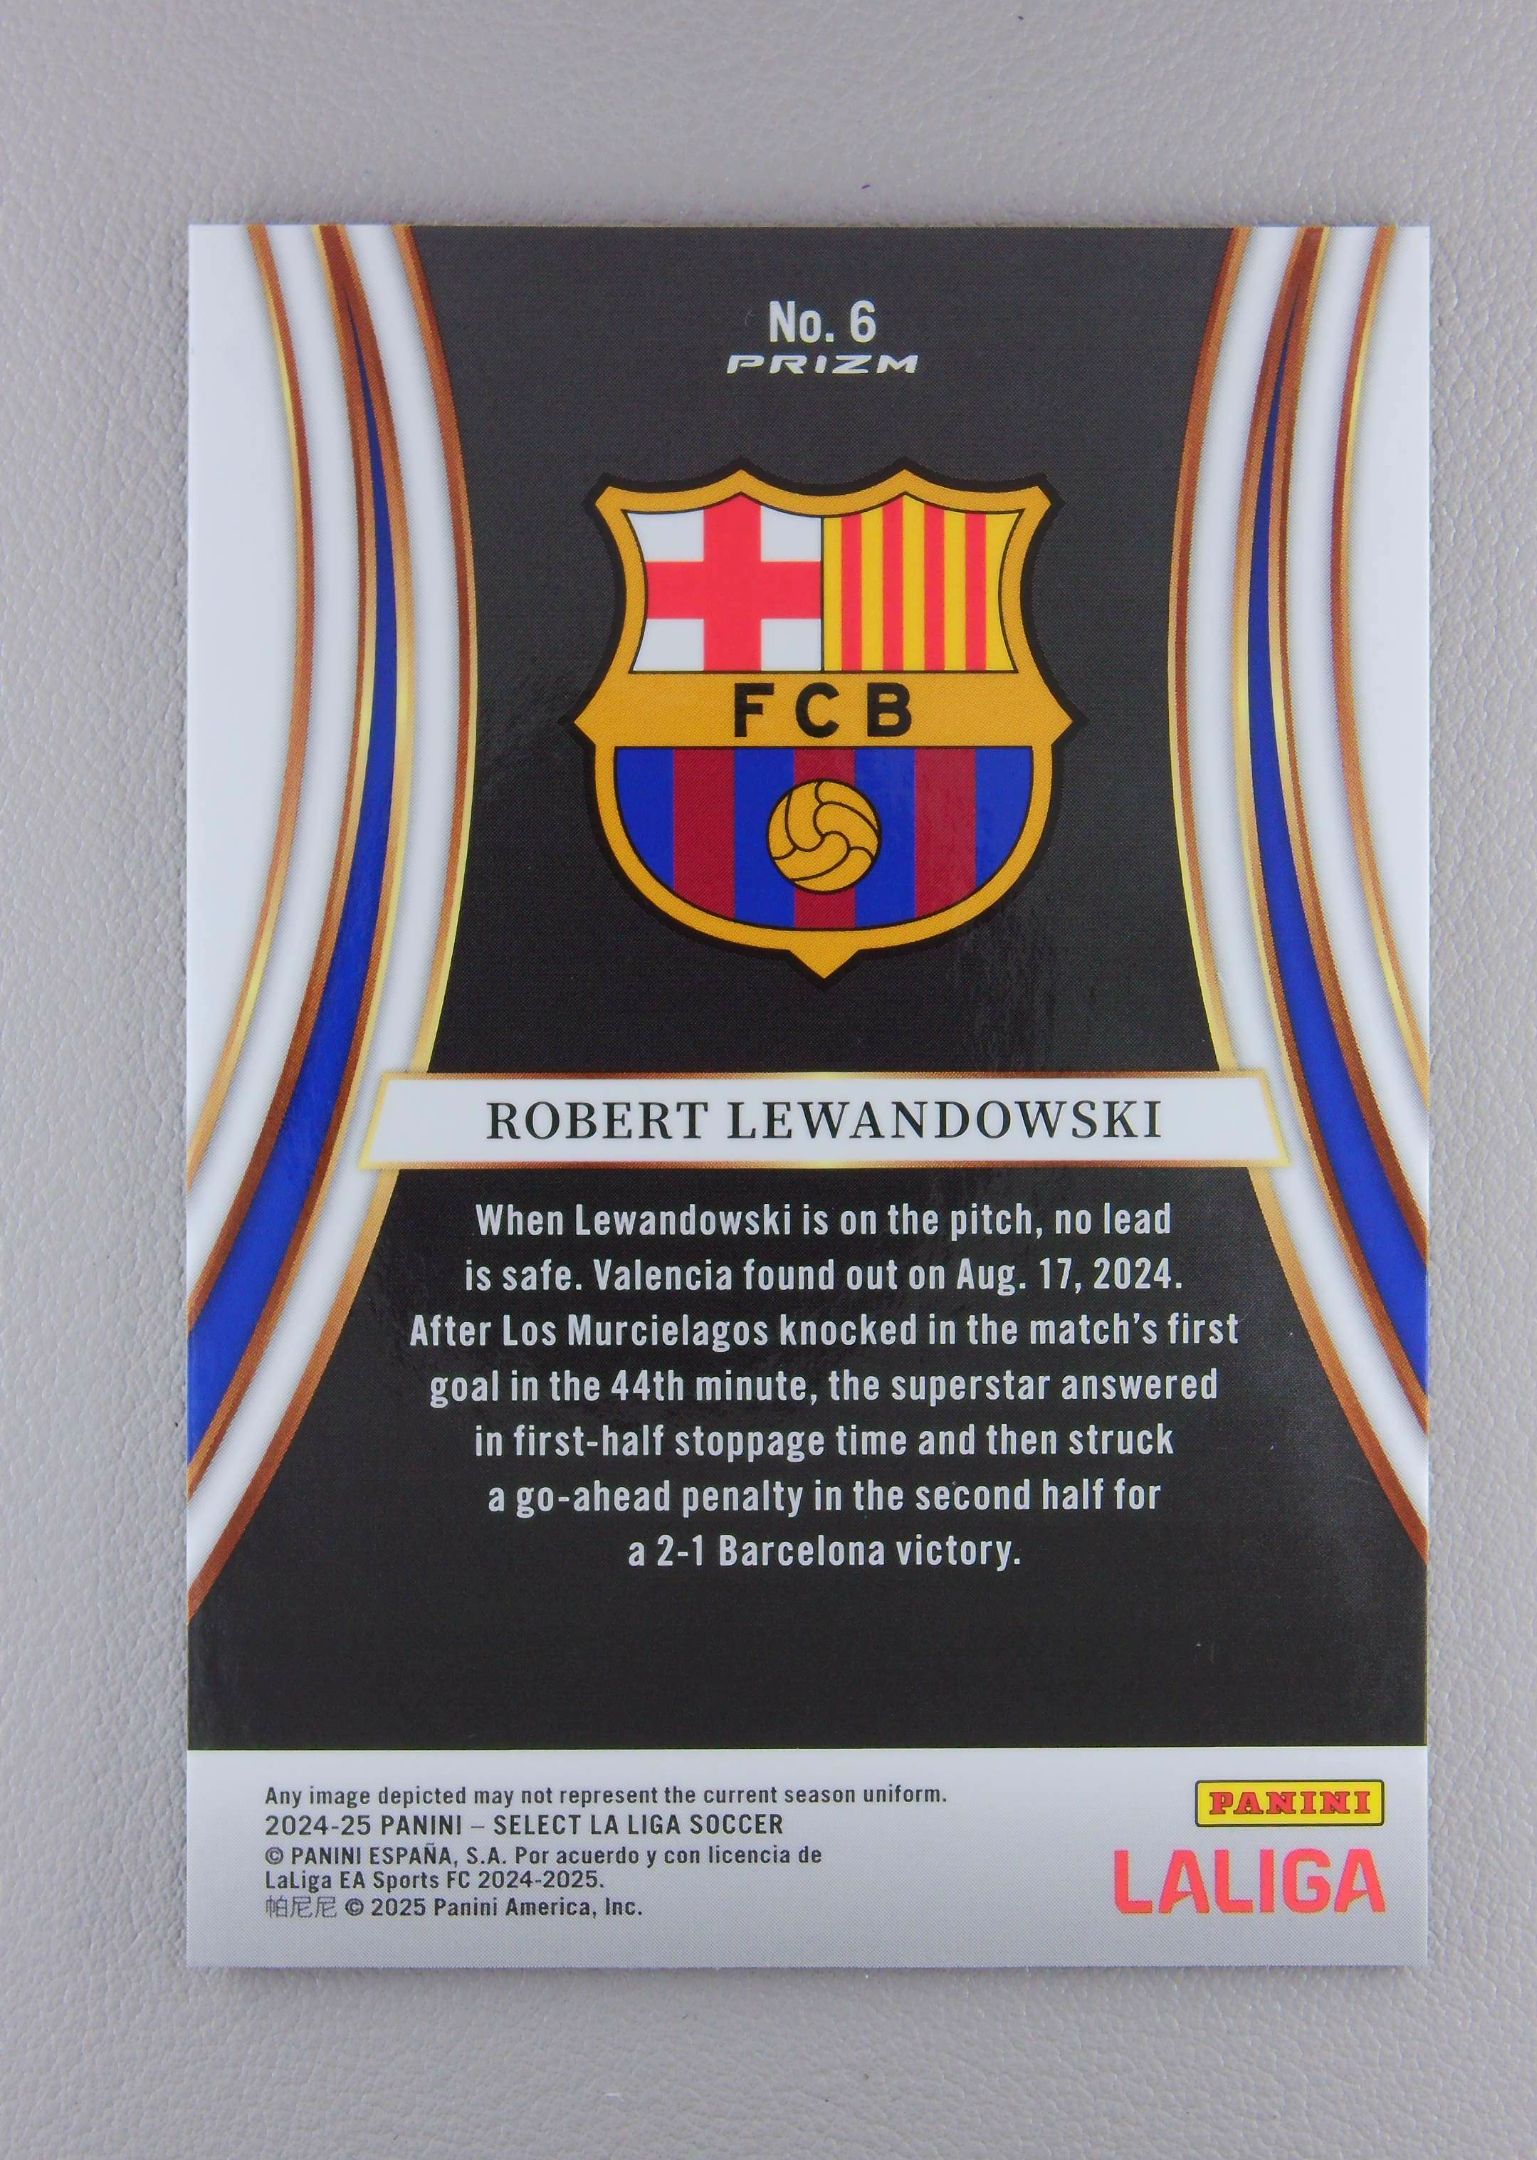 No. 6
PRIZM
FCB
ROBERT LEWANDOWSKI
When Lewandowski is on the pitch, no lead
is safe. Valencia found out on Aug. 17, 2024.
After Los Murcielagos knocked in the match's first
goal in the 44th minute, the superstar answered
in first-half stoppage time and then struck
a go-ahead penalty in the second half for
a 2-1 Barcelona victory.
Any image depicted may not represent the current season uniform.
2024-25 PANINI – SELECT LA LIGA SOCCER
© PANINI ESPAÑA, S.A. Por acuerdo y con licencia de
LaLiga EA Sports FC 2024-2025.
帕尼尼 © 2025 Panini America, Inc.
PANINI
LALIGA